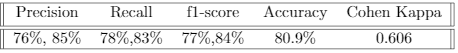 Precision Recall f1-score Accuracy Cohen Kappa
76%, 85% 78%,83% 77%,84% 80.9% 0.606